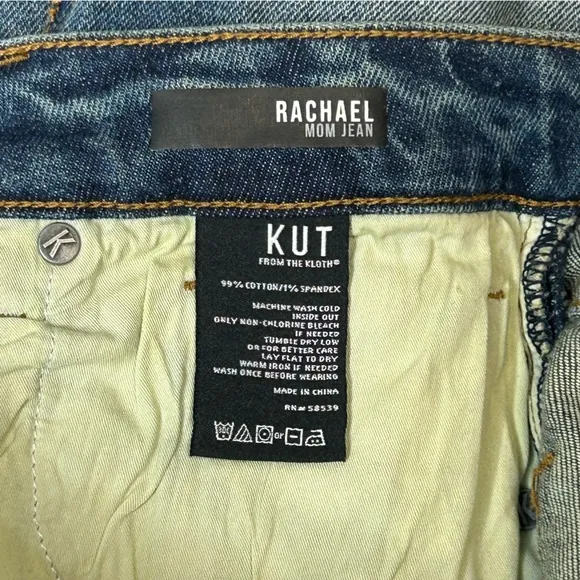 RACHAEL
MOM JEAN
K
KUT
FROM THE KLOTH®
99% COTTON/1% SPANDEX
MACHINE WASH COLD
INSIDE OUT
ONLY NON-CHLORINE BLEACH
IF NEEDED
TUMBLE DRY LOW
OR FOR BETTER CARE
LAY FLAT TO DRY
WARM IRON IF NEEDED
WASH ONCE BEFORE WEARING
MADE IN CHINA
RN# 58539
or